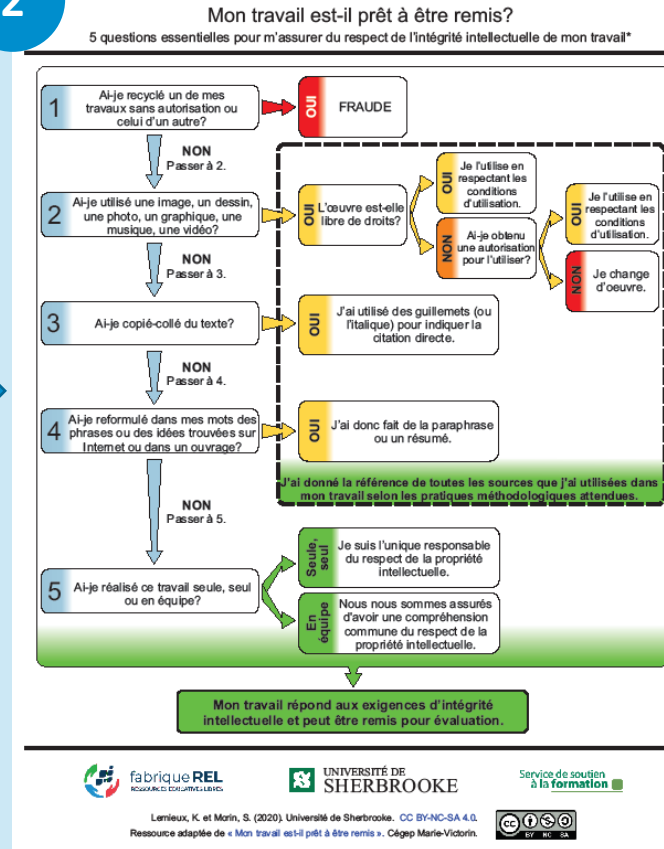 2
Mon travail est-il prêt à être remis?
5 questions essentielles pour m'assurer du respect de l'intégrité intellectuelle de mon travail*
1
Ai-je recyclé un de mes
travaux sans autorisation ou
celui d'un autre?
OUI
FRAUDE
NON
Passer à 2.
2
Ai-je utilisé une image, un dessin,
une photo, un graphique, une
musique, une vidéo?
OUI
L'œuvre est-elle
libre de droits?
OUI
Je l'utilise en
respectant les
conditions
d'utilisation.
NON
Ai-je obtenu
une autorisation
pour l'utiliser?
OUI
Je l'utilise en
respectant les
conditions
d'utilisation.
NON
Je change
d'oeuvre.
NON
Passer à 3.
3
Ai-je copié-collé du texte?
OUI
J'ai utilisé des guillemets (ou
l'italique) pour indiquer la
citation directe.
NON
Passer à 4.
4
Ai-je reformulé dans mes mots des
phrases ou des idées trouvées sur
Internet ou dans un ouvrage?
OUI
J'ai donc fait de la paraphrase
ou un résumé.
J'ai donné la référence de toutes les sources que j'ai utilisées dans
mon travail selon les pratiques méthodologiques attendues.
NON
Passer à 5.
5
Ai-je réalisé ce travail seule, seul
ou en équipe?
Seule,
seul
Je suis l'unique responsable
du respect de la propriété
intellectuelle.
En
équipe
Nous nous sommes assurés
d'avoir une compréhension
commune du respect de la
propriété intellectuelle.
Mon travail répond aux exigences d'intégrité
intellectuelle et peut être remis pour évaluation.
fabrique REL
RESSOURCES ÉDUCATIVES LIBRES
UNIVERSITÉ DE
SHERBROOKE
Service de soutien
à la formation
Lemieux, K. et Morin, S. (2020). Université de Sherbrooke. CC BY-NC-SA 4.0.
Ressource adaptée de « Mon travail est-il prêt à être remis ». Cégep Marie-Victorin.
cc
BY NC SA